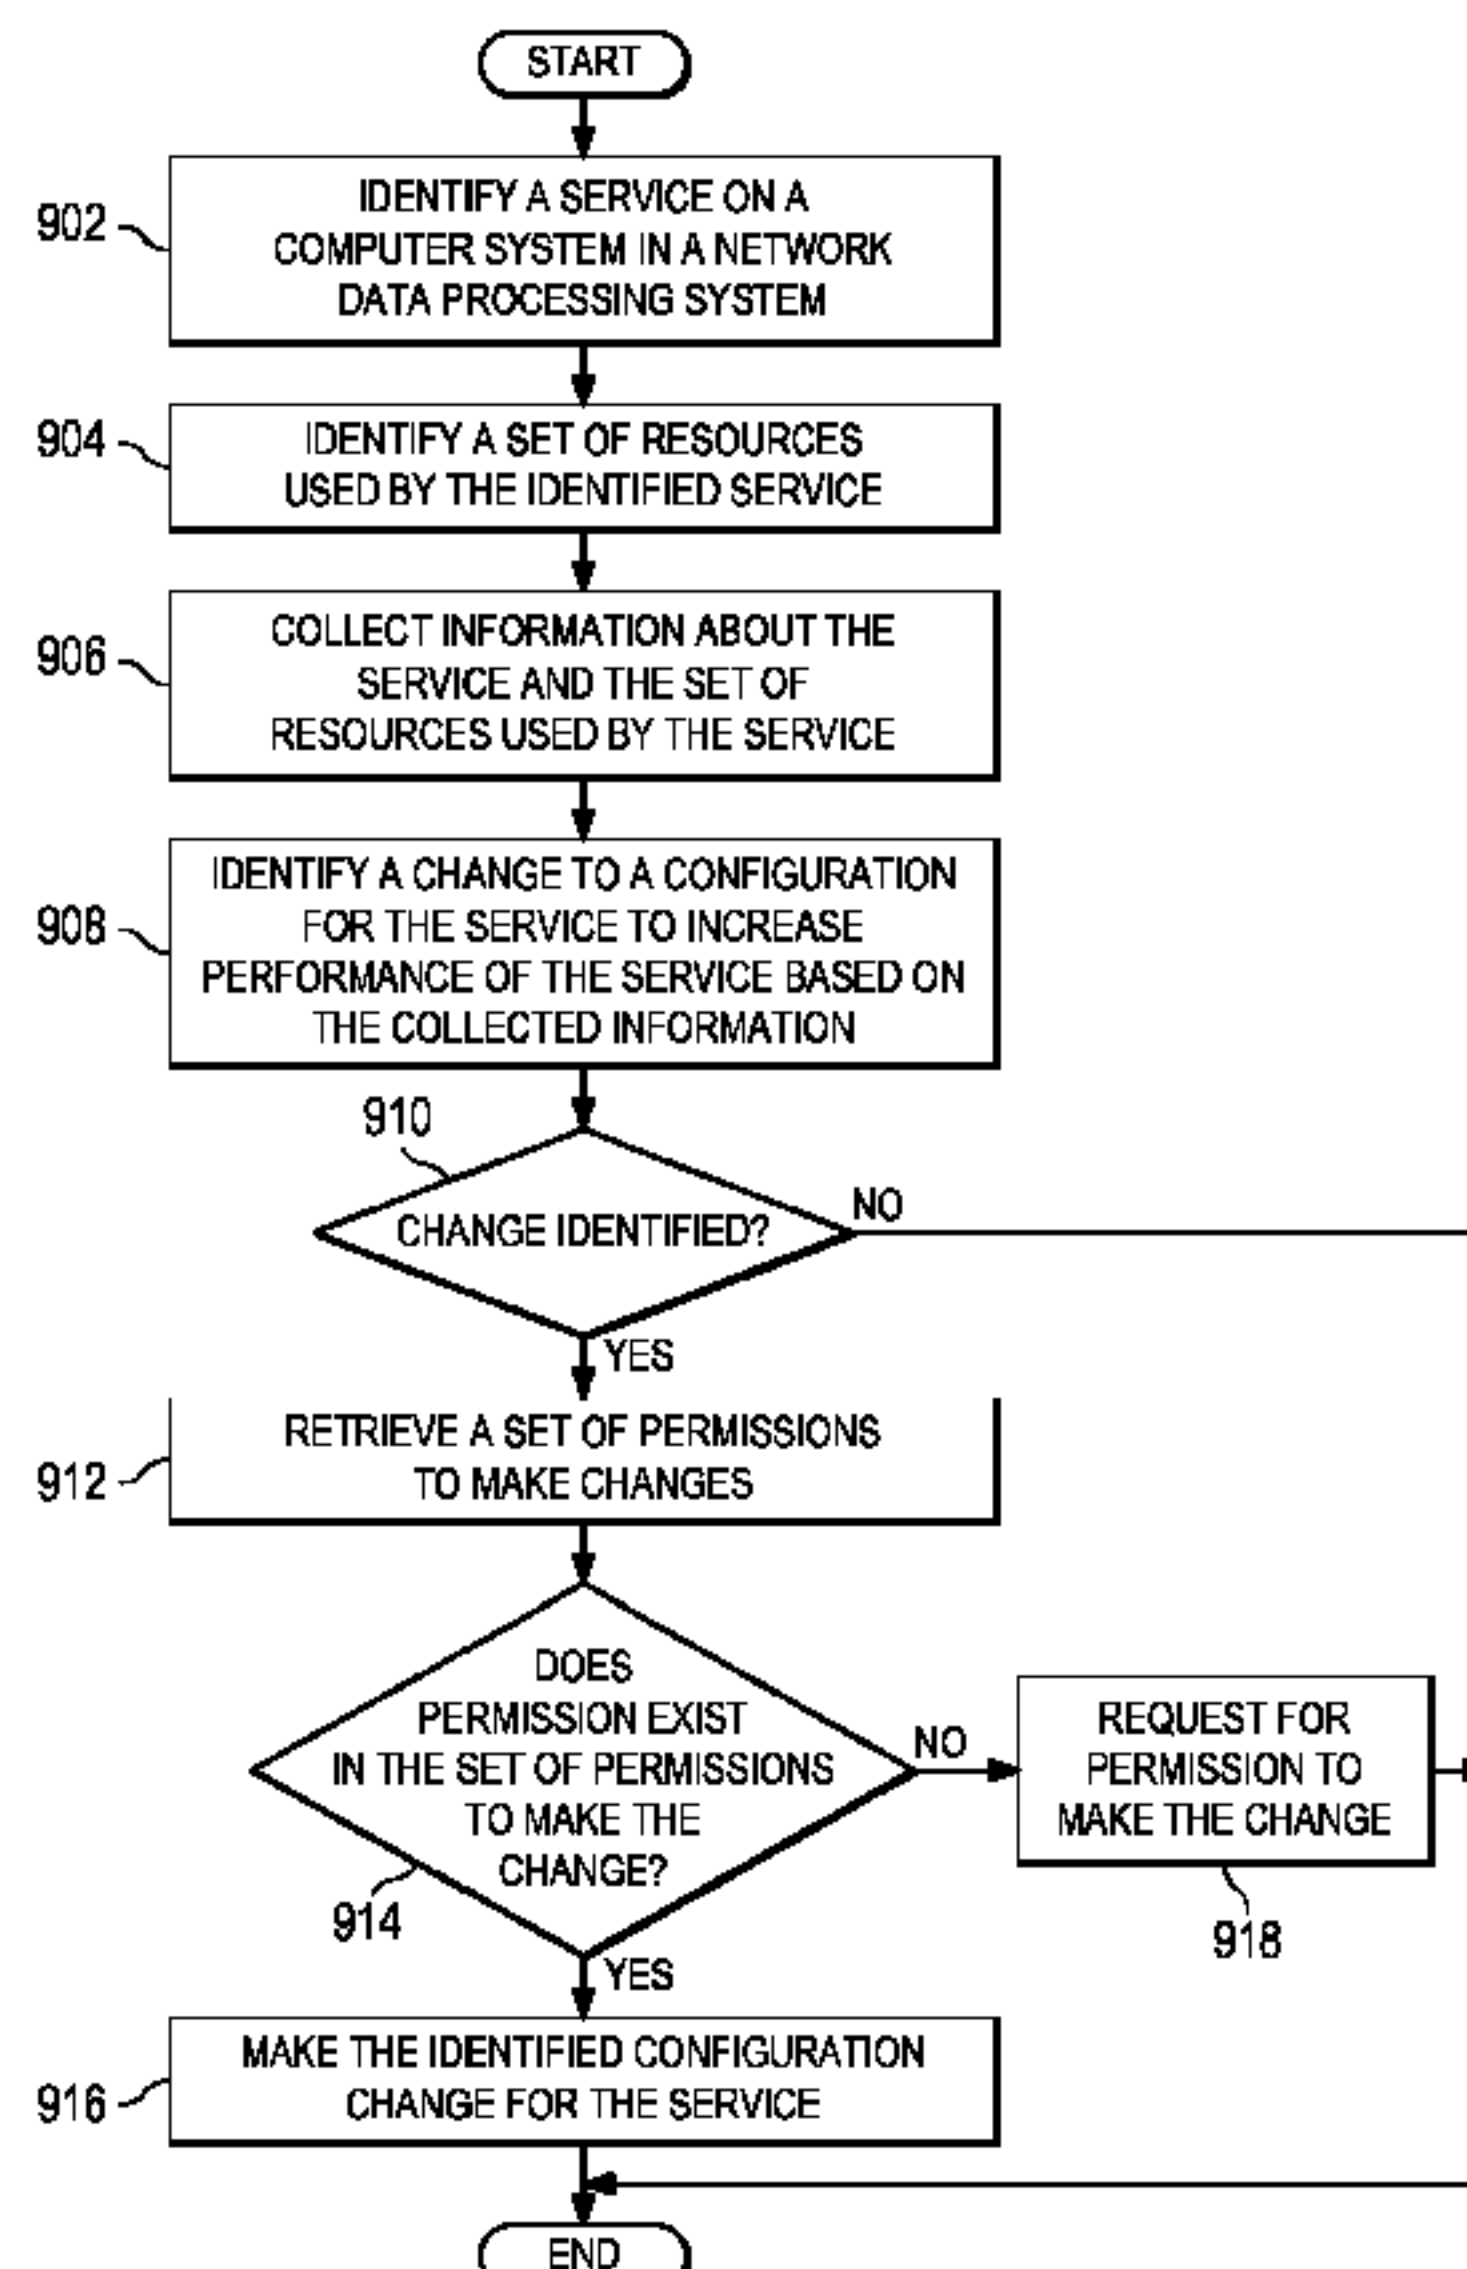 START
902
IDENTIFY A SERVICE ON A
COMPUTER SYSTEM IN A NETWORK
DATA PROCESSING SYSTEM
904
IDENTIFY A SET OF RESOURCES
USED BY THE IDENTIFIED SERVICE
906
COLLECT INFORMATION ABOUT THE
SERVICE AND THE SET OF
RESOURCES USED BY THE SERVICE
908
IDENTIFY A CHANGE TO A CONFIGURATION
FOR THE SERVICE TO INCREASE
PERFORMANCE OF THE SERVICE BASED ON
THE COLLECTED INFORMATION
910
CHANGE IDENTIFIED?
NO
YES
912
RETRIEVE A SET OF PERMISSIONS
TO MAKE CHANGES
DOES
PERMISSION EXIST
IN THE SET OF PERMISSIONS
TO MAKE THE
CHANGE?
914
NO
REQUEST FOR
PERMISSION TO
MAKE THE CHANGE
918
YES
916
MAKE THE IDENTIFIED CONFIGURATION
CHANGE FOR THE SERVICE
END